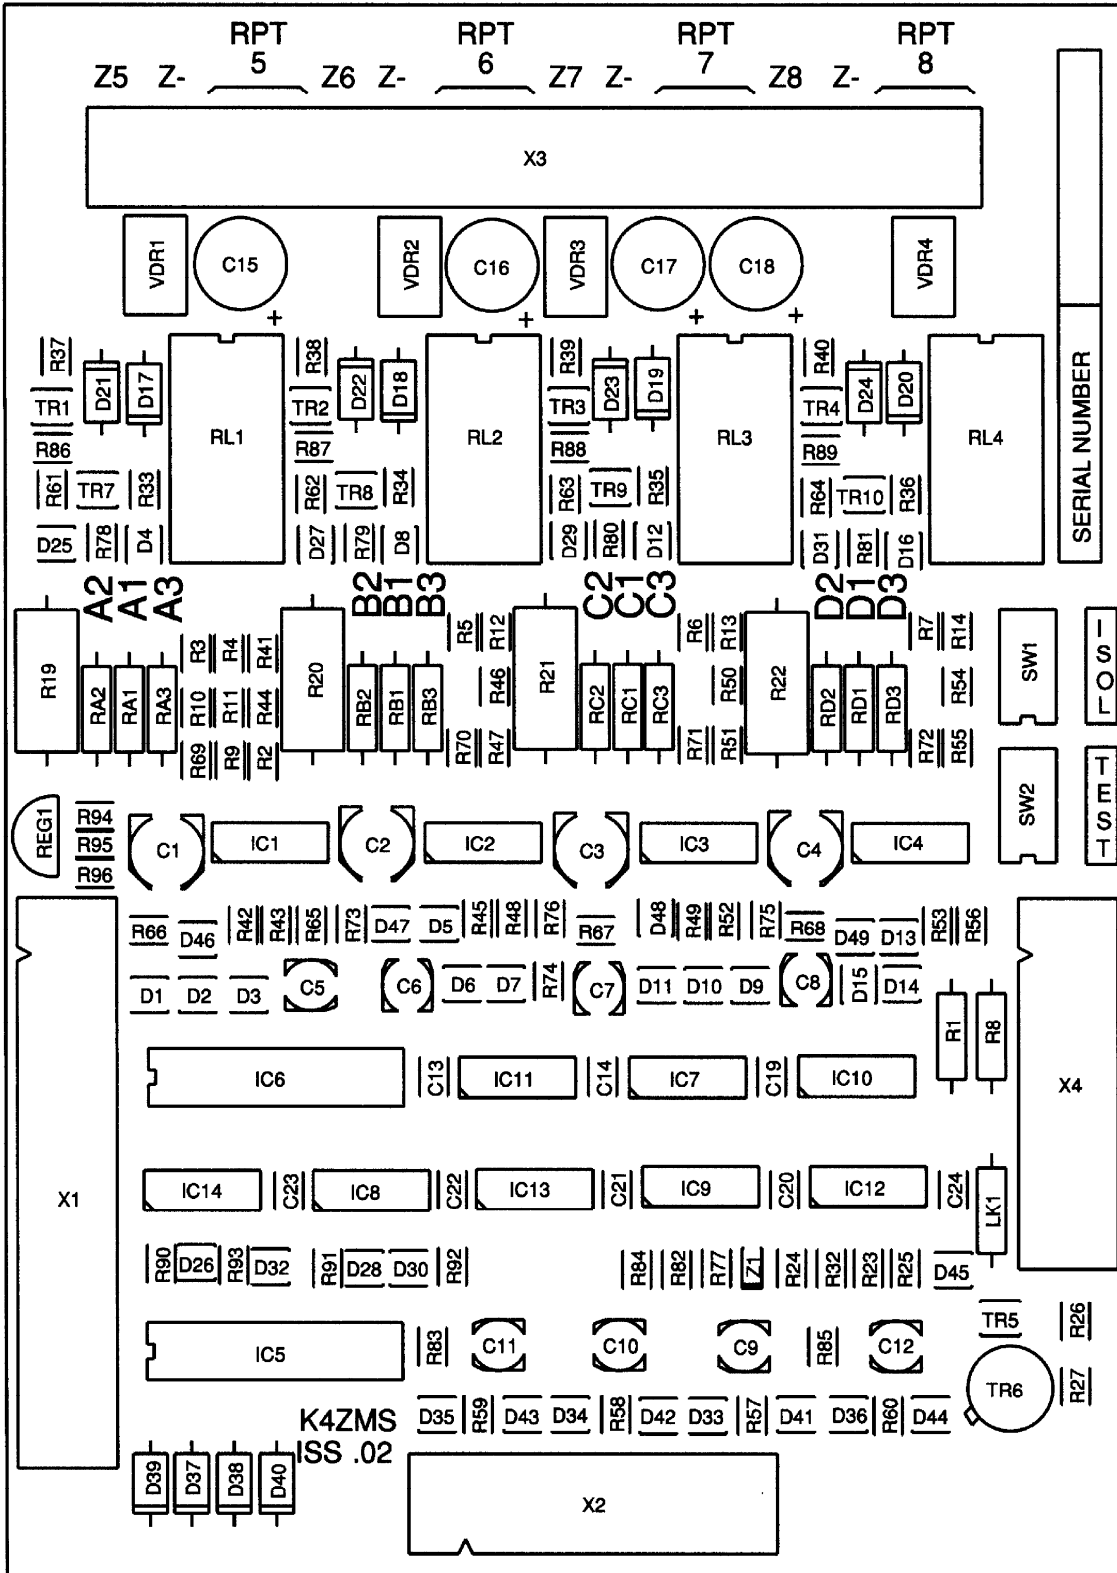 RPT RPT RPT RPT
Z5 Z- 5 Z6 Z- 6 Z7 Z- 7 Z8 Z- 8
X3
VDR1 C15 VDR2 C16 VDR3 C17 C18 VDR4
+ + + +
R37 R38 R39 R40
D21 D17 D22 D18 D23 D19 D24 D20
TR1 TR2 TR3 TR4
RL1 RL2 RL3 RL4
R86 R87 R88 R89
R61 TR7 R33 R62 TR8 R34 R63 TR9 R35 R64 TR10 R36
D25 R78 D4 D27 R79 D8 D29 R80 D12 D31 R81 D16
SERIAL NUMBER
A2 A1 A3 B2 B1 B3 C2 C1 C3 D2 D1 D3
R5 R12 R6 R13 R7 R14
R19 R3 R4 R41 R20 R21 R22 SW1 ISOL
RA2 RA1 RA3 R10 R11 R44 RB2 RB1 RB3 R46 RC2 RC1 RC3 R50 RD2 RD1 RD3 R54
R69 R9 R2 R70 R47 R71 R51 R72 R55
REG1 R94 SW2 TEST
R95 C1 IC1 C2 IC2 C3 IC3 C4 IC4
R96
R66 D46 R42 R43 R65 R73 D47 D5 R45 R48 R76 R67 D48 R49 R52 R75 R68 D49 D13 R53 R56
D1 D2 D3 C5 C6 D6 D7 R74 C7 D11 D10 D9 C8 D15 D14
R1 R8
IC6 C13 IC11 C14 IC7 C19 IC10 X4
X1 IC14 C23 IC8 C22 IC13 C21 IC9 C20 IC12 C24 LK1
R90 D26 R93 D32 R91 D28 D30 R92 R84 R82 R77 Z1 R24 R32 R23 R25 D45
TR5 R26
IC5 R83 C11 C10 C9 R85 C12
TR6 R27
K4ZMS D35 R59 D43 D34 R58 D42 D33 R57 D41 D36 R60 D44
ISS .02
D39 D37 D38 D40
X2